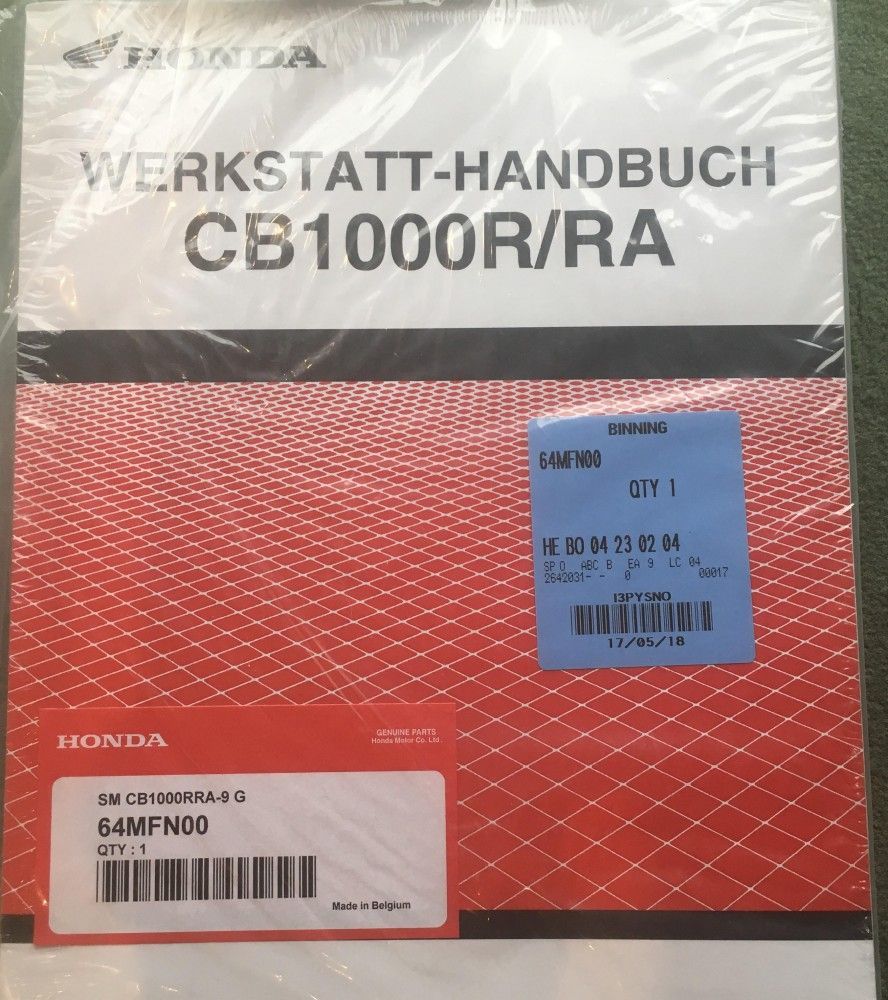 HONDA
WERKSTATT-HANDBUCH
CB1000R/RA
BINNING
64MFN00
QTY 1
HE BO 04 23 02 04
SP O ABC B EA 9 LC 04
2642031- - 0 00017
I3PYSNO
17/05/18
HONDA
GENUINE PARTS
Honda Motor Co. Ltd.
SM CB1000RRA-9 G
64MFN00
QTY : 1
Made in Belgium